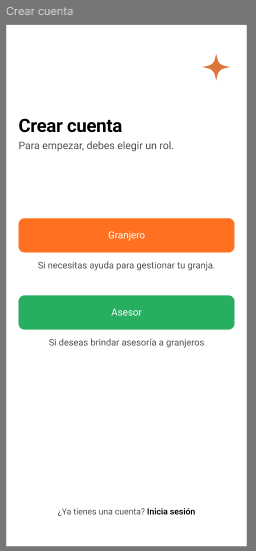 Crear cuenta
Crear cuenta
Para empezar, debes elegir un rol.
Granjero
Si necesitas ayuda para gestionar tu granja.
Asesor
Si deseas brindar asesoría a granjeros
¿Ya tienes una cuenta? Inicia sesión